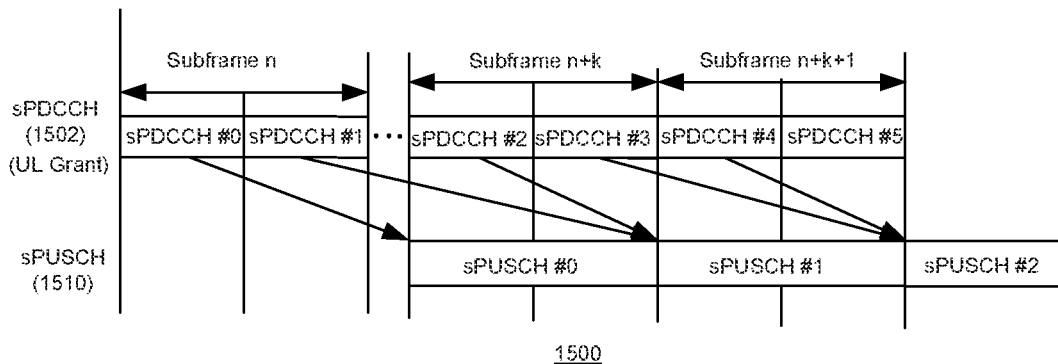 Subframe n
Subframe n+k
Subframe n+k+1
sPDCCH
(1502)
(UL Grant)
sPDCCH #0
sPDCCH #1
...
sPDCCH #2
sPDCCH #3
sPDCCH #4
sPDCCH #5
sPUSCH
(1510)
sPUSCH #0
sPUSCH #1
sPUSCH #2
1500